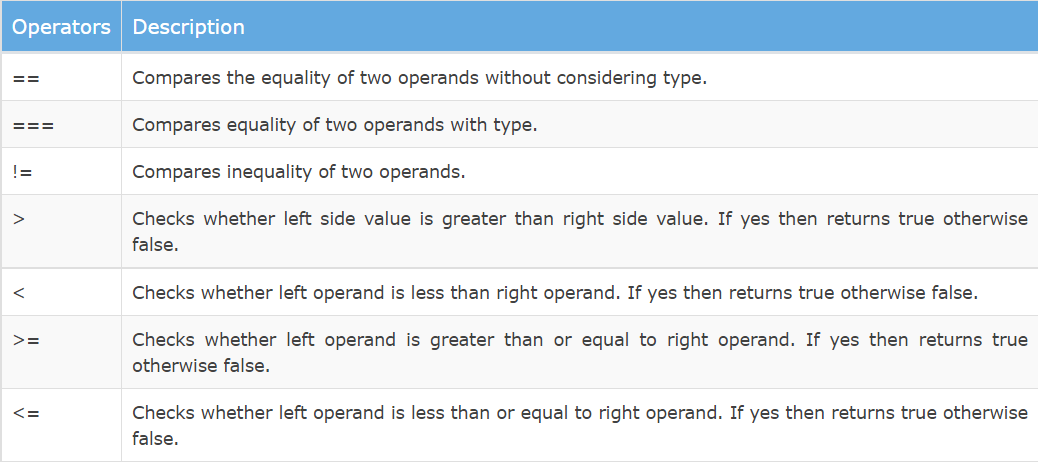 Operators Description
== Compares the equality of two operands without considering type.
=== Compares equality of two operands with type.
!= Compares inequality of two operands.
> Checks whether left side value is greater than right side value. If yes then returns true otherwise
false.
< Checks whether left operand is less than right operand. If yes then returns true otherwise false.
>= Checks whether left operand is greater than or equal to right operand. If yes then returns true
otherwise false.
<= Checks whether left operand is less than or equal to right operand. If yes then returns true otherwise
false.